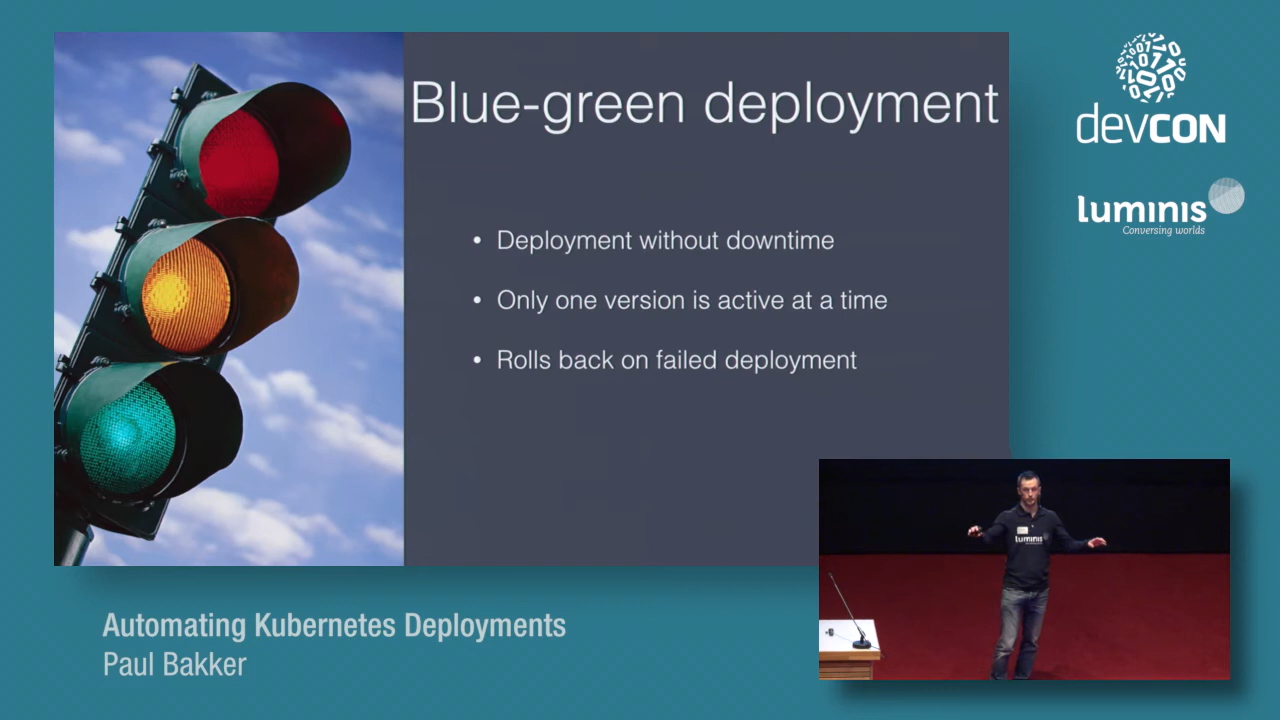 Blue-green deployment
• Deployment without downtime
• Only one version is active at a time
• Rolls back on failed deployment
devCON
luminis
Conversing worlds
luminis
Automating Kubernetes Deployments
Paul Bakker